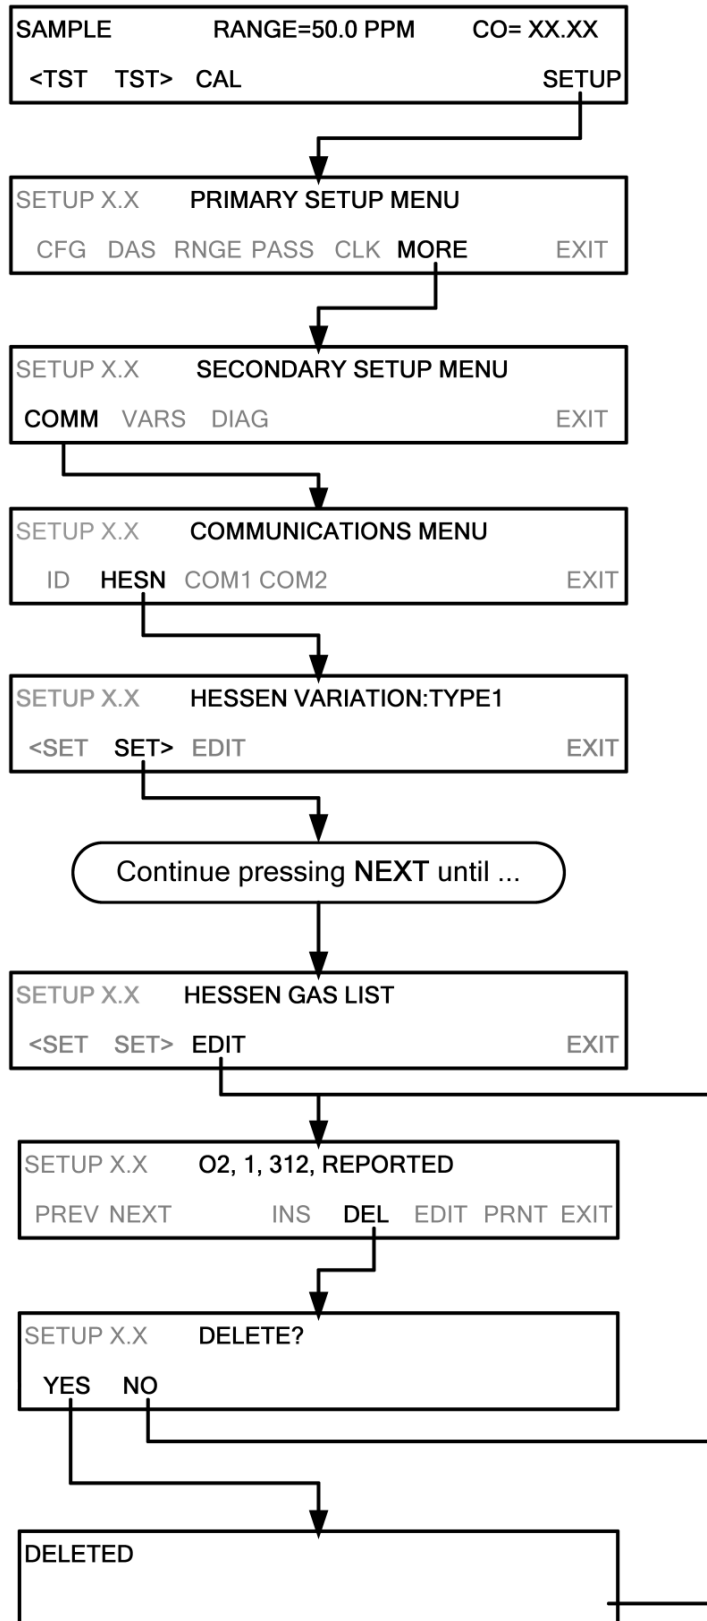 SAMPLE RANGE=50.0 PPM CO= XX.XX
<TST TST> CAL SETUP
SETUP X.X PRIMARY SETUP MENU
CFG DAS RNGE PASS CLK MORE EXIT
SETUP X.X SECONDARY SETUP MENU
COMM VARS DIAG EXIT
SETUP X.X COMMUNICATIONS MENU
ID HESN COM1 COM2 EXIT
SETUP X.X HESSEN VARIATION:TYPE1
<SET SET> EDIT EXIT
Continue pressing NEXT until ...
SETUP X.X HESSEN GAS LIST
<SET SET> EDIT EXIT
SETUP X.X O2, 1, 312, REPORTED
PREV NEXT INS DEL EDIT PRNT EXIT
SETUP X.X DELETE?
YES NO
DELETED